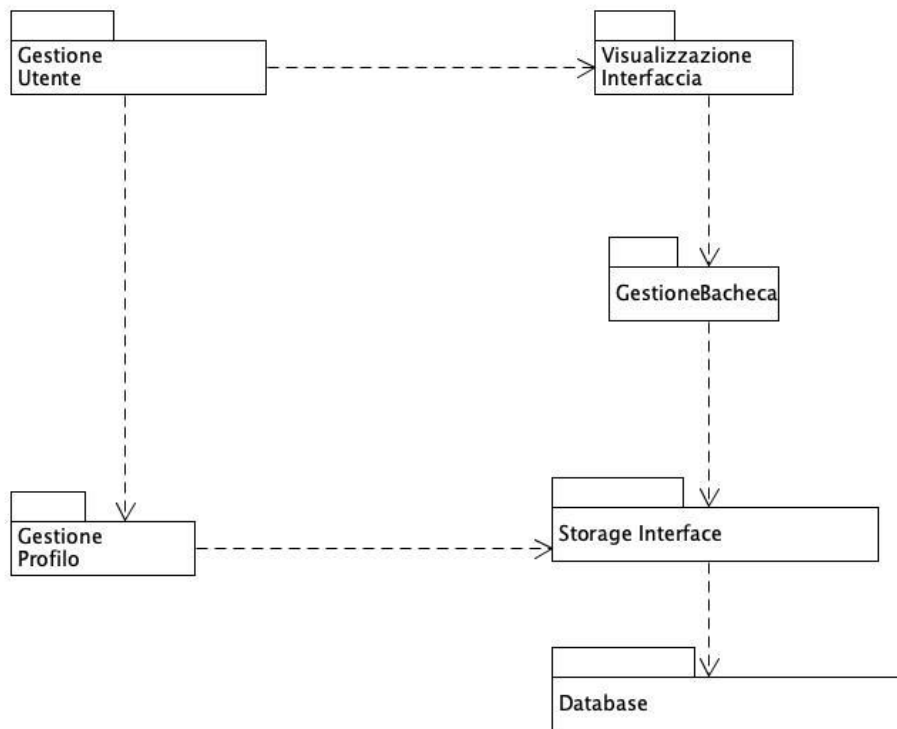 Gestione
Utente
Visualizzazione
Interfaccia
GestioneBacheca
Gestione
Profilo
Storage Interface
Database